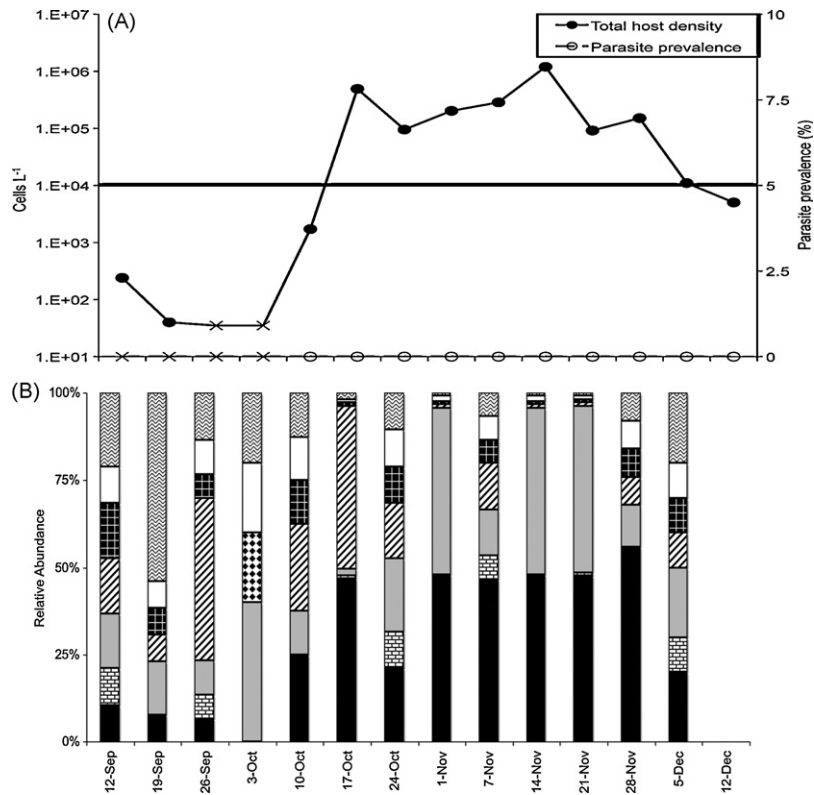 (A)
Total host density
Parasite prevalence
1.E+07
1.E+06
1.E+05
1.E+04
1.E+03
1.E+02
1.E+01
Cells L⁻¹
10
7.5
5
2.5
0
Parasite prevalence (%)
(B)
100%
75%
50%
25%
0%
Relative Abundance
12-Sep
19-Sep
26-Sep
3-Oct
10-Oct
17-Oct
24-Oct
1-Nov
7-Nov
14-Nov
21-Nov
28-Nov
5-Dec
12-Dec